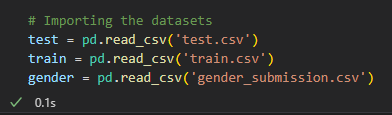 # Importing the datasets
test = pd.read_csv('test.csv')
train = pd.read_csv('train.csv')
gender = pd.read_csv('gender_submission.csv')
✓ 0.1s